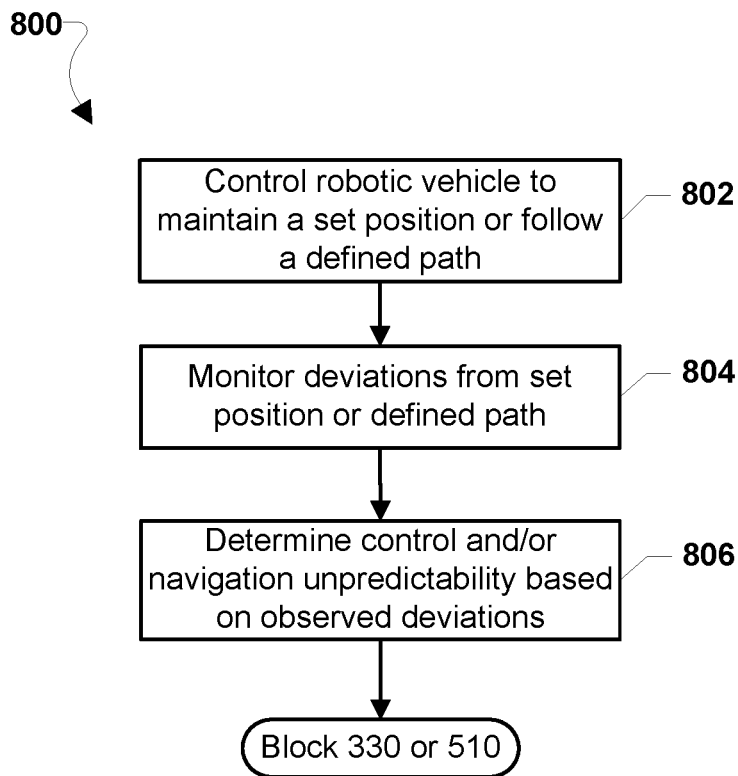 800
Control robotic vehicle to
maintain a set position or follow
a defined path
802
Monitor deviations from set
position or defined path
804
Determine control and/or
navigation unpredictability based
on observed deviations
806
Block 330 or 510